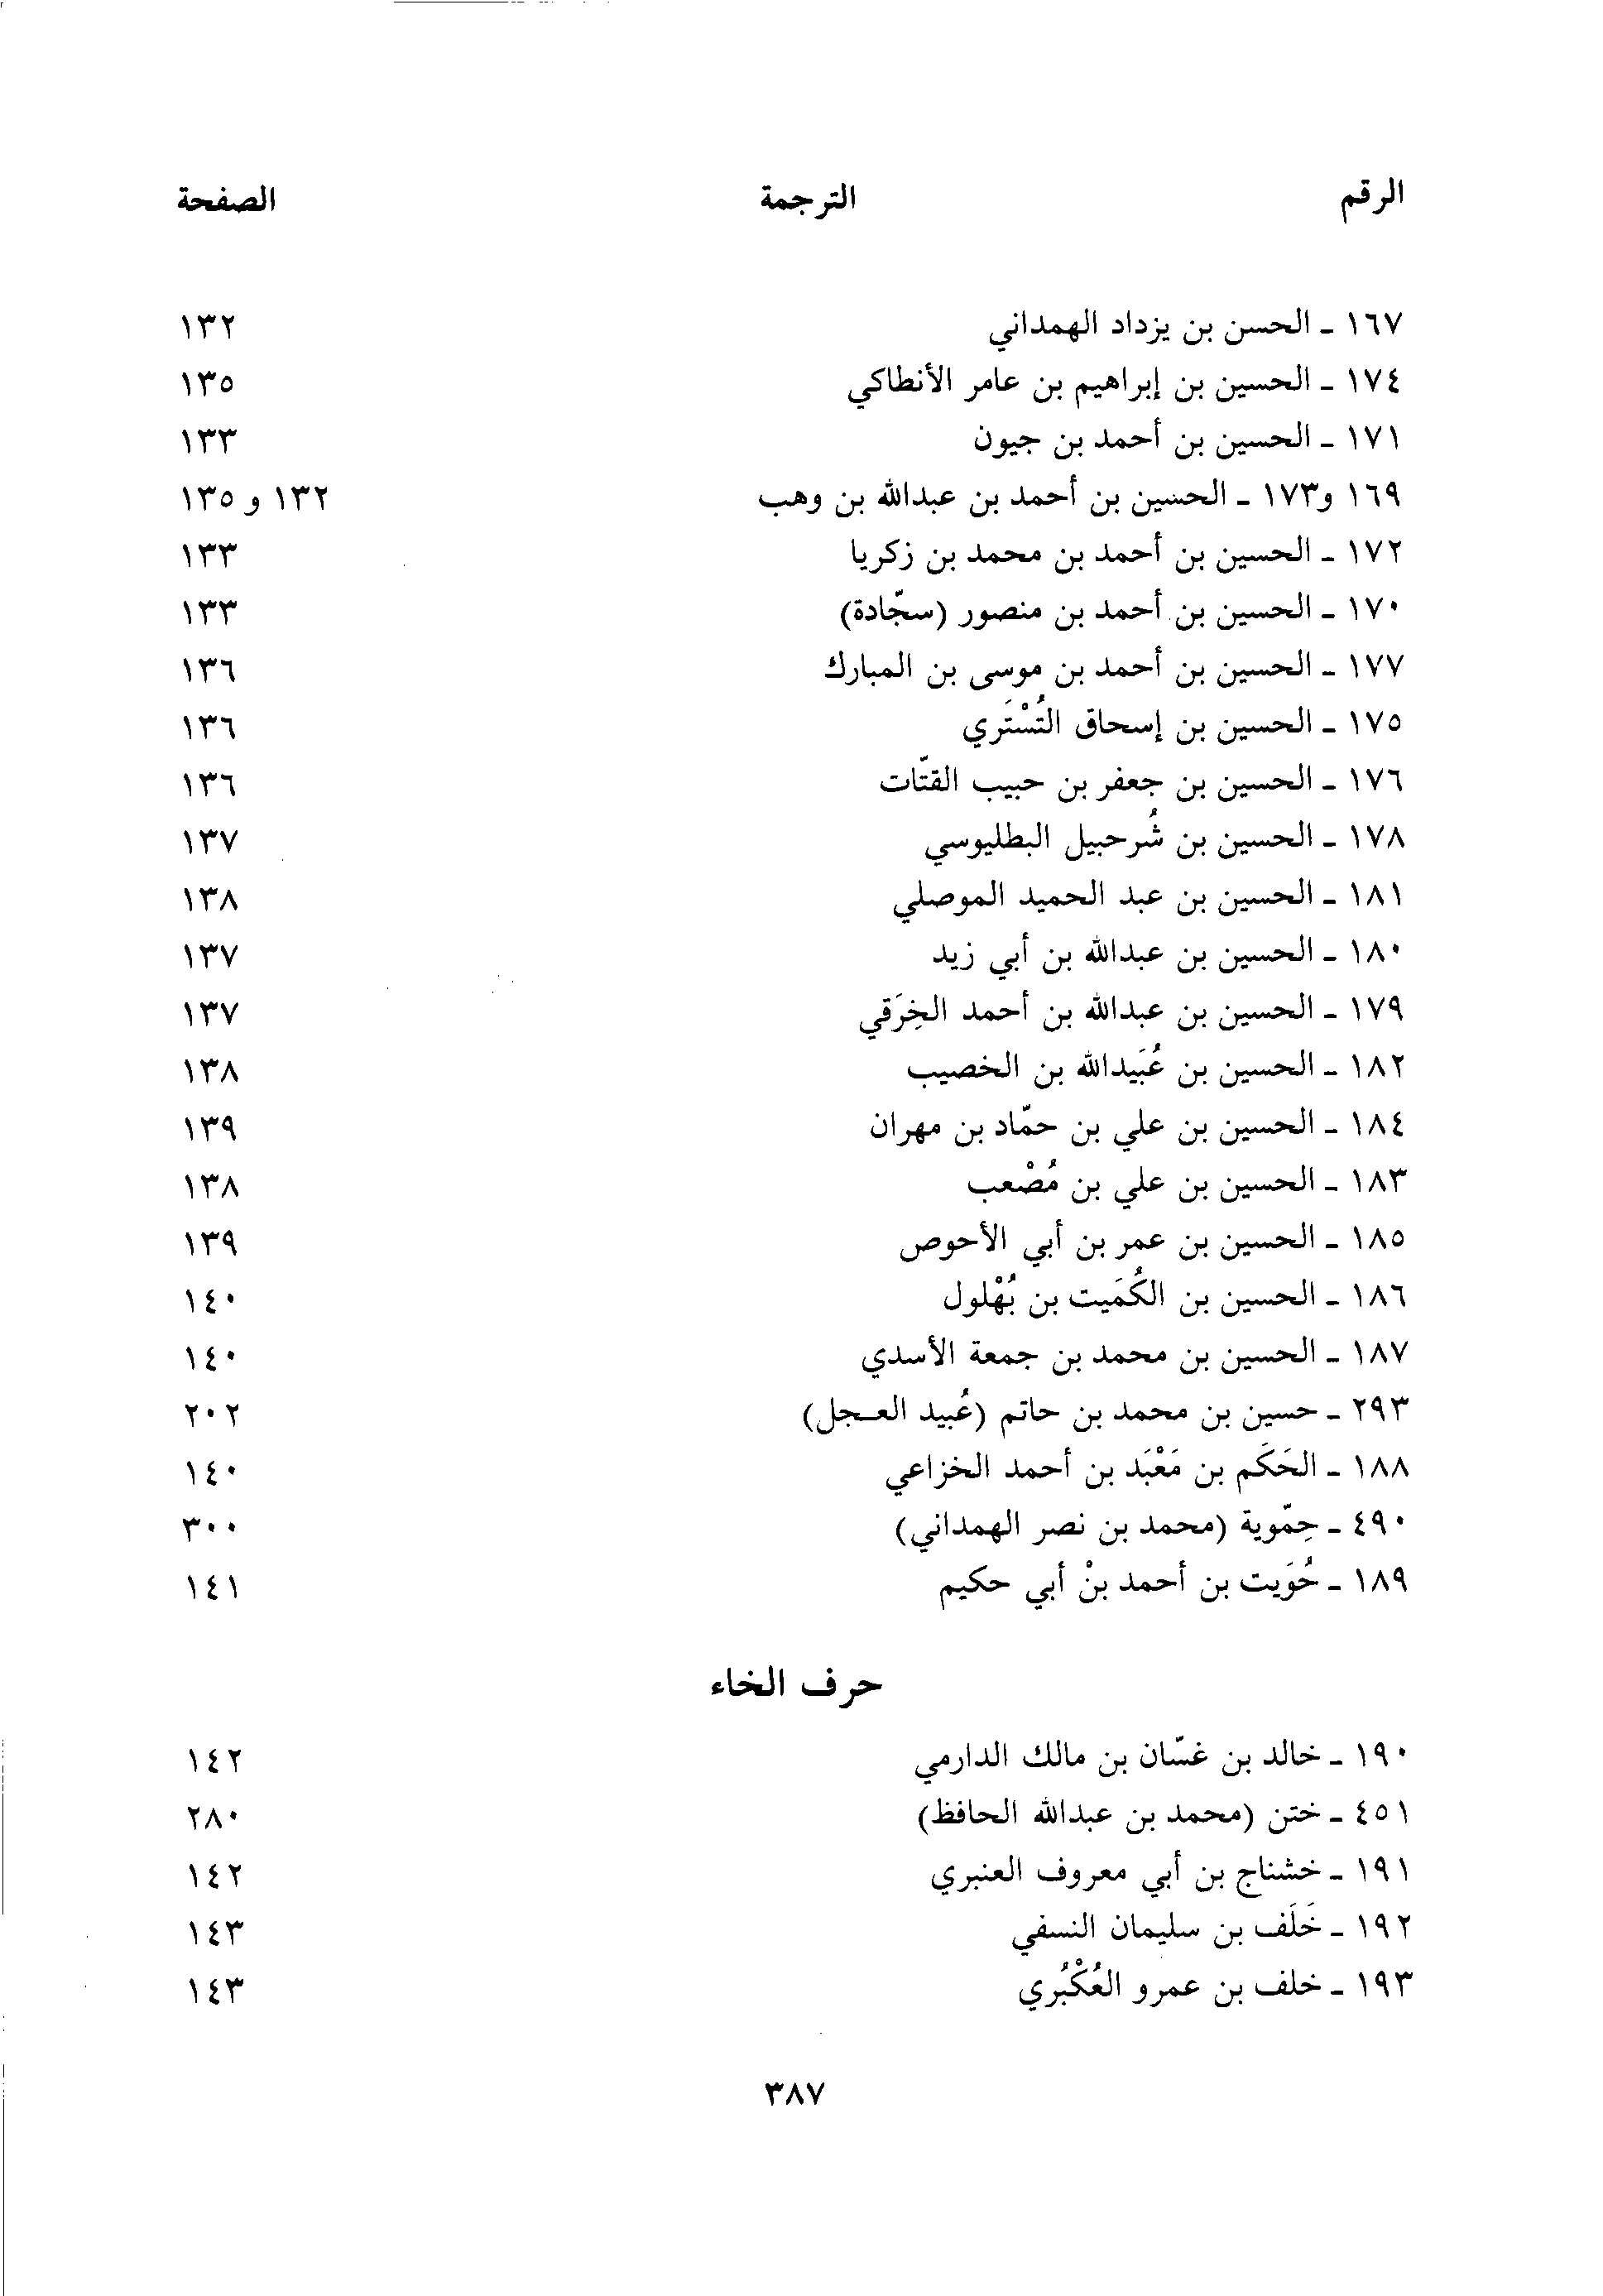 الرقم الترجمة الصفحة
١٦٧ ـ الحسن بن يزداد الهمداني ١٣٢
١٧٤ ـ الحسين بن إبراهيم بن عامر الأنطاكي ١٣٥
١٧١ ـ الحسين بن أحمد بن جيون ١٣٣
١٦٩ و١٧٣ ـ الحسين بن أحمد بن عبدالله بن وهب ١٣٢ و ١٣٥
١٧٢ ـ الحسين بن أحمد بن محمد بن زكريا ١٣٣
١٧٠ ـ الحسين بن أحمد بن منصور (سجّادة) ١٣٣
١٧٧ ـ الحسين بن أحمد بن موسى بن المبارك ١٣٦
١٧٥ ـ الحسين بن إسحاق التُسْتَري ١٣٦
١٧٦ ـ الحسين بن جعفر بن حبيب القتّات ١٣٦
١٧٨ ـ الحسين بن شُرحبيل البطليوسي ١٣٧
١٨١ ـ الحسين بن عبد الحميد الموصلي ١٣٨
١٨٠ ـ الحسين بن عبدالله بن أبي زيد ١٣٧
١٧٩ ـ الحسين بن عبدالله بن أحمد الخِرَقي ١٣٧
١٨٢ ـ الحسين بن عُبَيدالله بن الخصيب ١٣٨
١٨٤ ـ الحسين بن علي بن حمّاد بن مهران ١٣٩
١٨٣ ـ الحسين بن علي بن مُصْعب ١٣٨
١٨٥ ـ الحسين بن عمر بن أبي الأحوص ١٣٩
١٨٦ ـ الحسين بن الكُمَيت بن بُهْلول ١٤٠
١٨٧ ـ الحسين بن محمد بن جمعة الأسدي ١٤٠
٢٩٣ ـ حسين بن محمد بن حاتم (عُبيد العـجل) ٢٠٢
١٨٨ ـ الحَكَم بن مَعْبَد بن أحمد الخزاعي ١٤٠
٤٩٠ ـ حِمّوية (محمد بن نصر الهمداني) ٣٠٠
١٨٩ ـ حُوَيت بن أحمد بنْ أبي حكيم ١٤١
حرف الخاء
١٩٠ ـ خالد بن غسّان بن مالك الدارمي ١٤٢
٤٥١ ـ ختن (محمد بن عبدالله الحافظ) ٢٨٠
١٩١ ـ خشناج بن أبي معروف العنبري ١٤٢
١٩٢ ـ خَلَف بن سليمان النسفي ١٤٣
١٩٣ ـ خلف بن عمرو العُكْبُري ١٤٣
٣٨٧